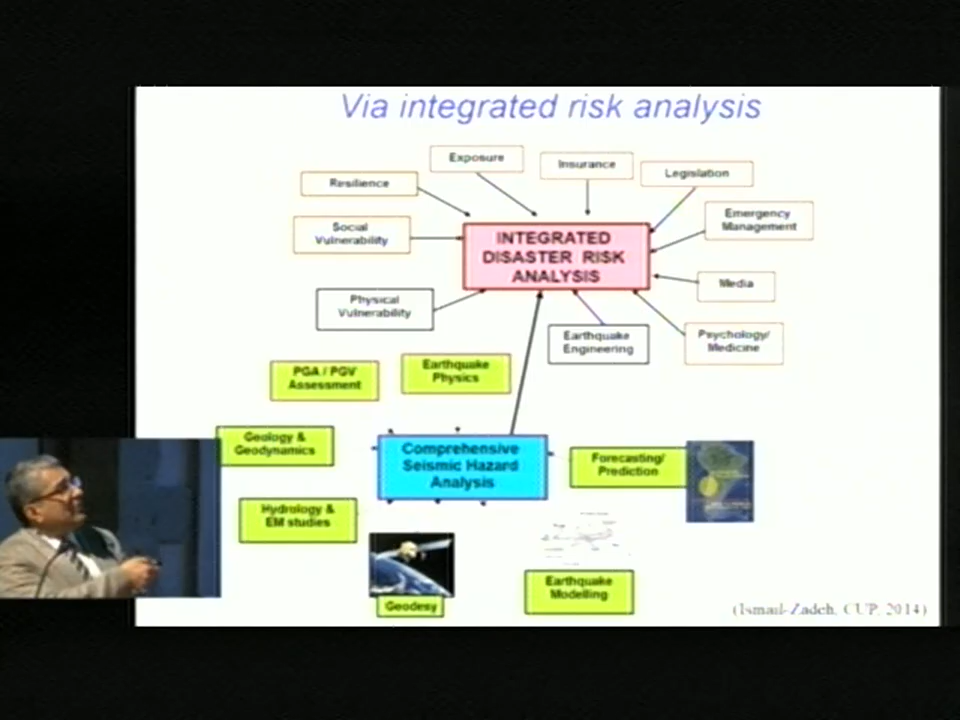 Via integrated risk analysis
Exposure
Insurance
Legislation
Resilience
Emergency
Management
Social
Vulnerability
INTEGRATED
DISASTER RISK
ANALYSIS
Media
Physical
Vulnerability
Earthquake
Engineering
Psychology/
Medicine
PGA / PGV
Assessment
Earthquake
Physics
Geology &
Geodynamics
Comprehensive
Seismic Hazard
Analysis
Forecasting/
Prediction
Hydrology &
EM studies
Geodesy
Earthquake
Modelling
(Ismail-Zadeh, CUP, 2014)